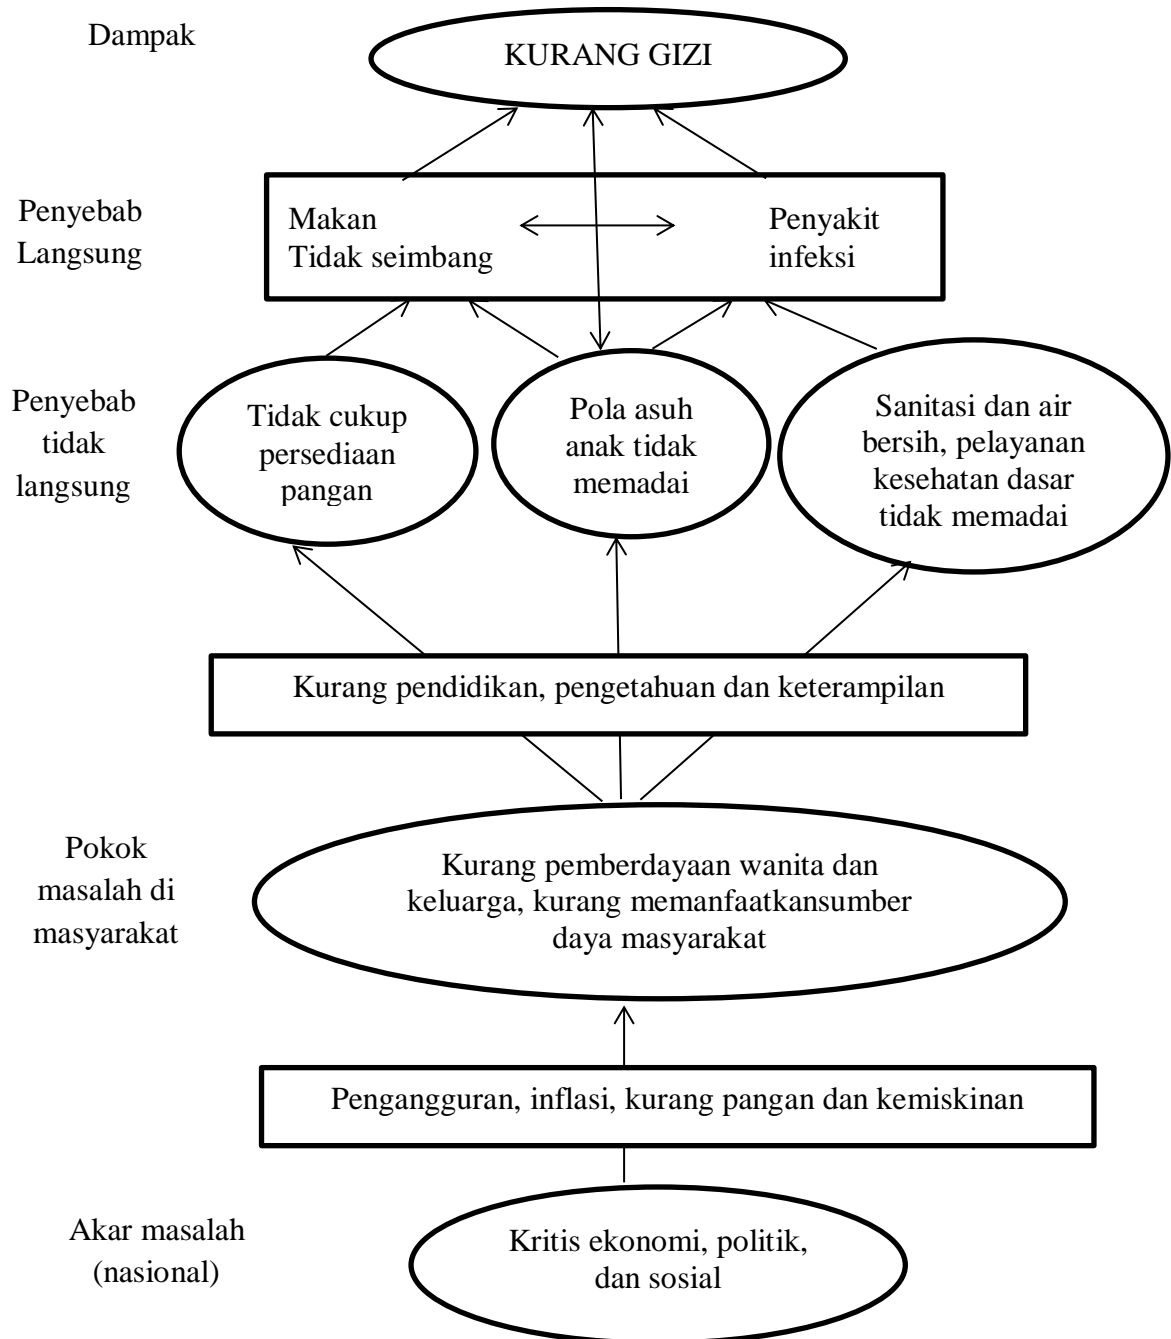 Dampak
KURANG GIZI
Penyebab
Langsung
Makan
Tidak seimbang
Penyakit
infeksi
Penyebab
tidak
langsung
Tidak cukup
persediaan
pangan
Pola asuh
anak tidak
memadai
Sanitasi dan air
bersih, pelayanan
kesehatan dasar
tidak memadai
Kurang pendidikan, pengetahuan dan keterampilan
Pokok
masalah di
masyarakat
Kurang pemberdayaan wanita dan
keluarga, kurang memanfaatkansumber
daya masyarakat
Pengangguran, inflasi, kurang pangan dan kemiskinan
Akar masalah
(nasional)
Kritis ekonomi, politik,
dan sosial